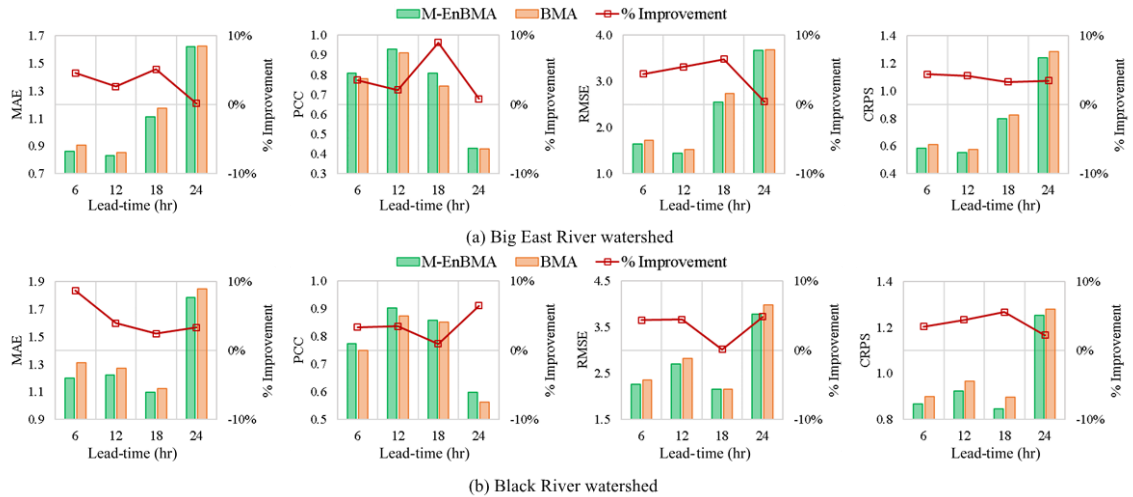 M-EnBMA BMA % Improvement
MAE
1.7
1.5
1.3
1.1
0.9
0.7
10%
0%
-10%
% Improvement
6 12 18 24
Lead-time (hr)
PCC
1.0
0.9
0.8
0.7
0.6
0.5
0.4
0.3
10%
0%
-10%
% Improvement
6 12 18 24
Lead-time (hr)
RMSE
4.0
3.0
2.0
1.0
10%
0%
-10%
% Improvement
6 12 18 24
Lead-time (hr)
CRPS
1.4
1.2
1.0
0.8
0.6
0.4
10%
0%
-10%
% Improvement
6 12 18 24
Lead-time (hr)
(a) Big East River watershed
M-EnBMA BMA % Improvement
MAE
1.9
1.7
1.5
1.3
1.1
0.9
10%
0%
-10%
% Improvement
6 12 18 24
Lead-time (hr)
PCC
1.0
0.9
0.8
0.7
0.6
0.5
10%
0%
-10%
% Improvement
6 12 18 24
Lead-time (hr)
RMSE
4.5
3.5
2.5
1.5
10%
0%
-10%
% Improvement
6 12 18 24
Lead-time (hr)
CRPS
1.4
1.2
1.0
0.8
10%
0%
-10%
% Improvement
6 12 18 24
Lead-time (hr)
(b) Black River watershed